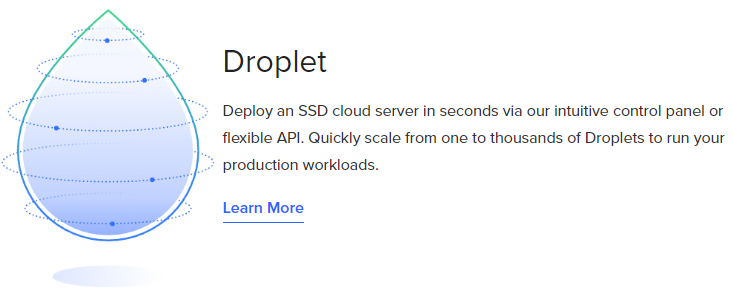 Droplet
Deploy an SSD cloud server in seconds via our intuitive control panel or
flexible API. Quickly scale from one to thousands of Droplets to run your
production workloads.
Learn More